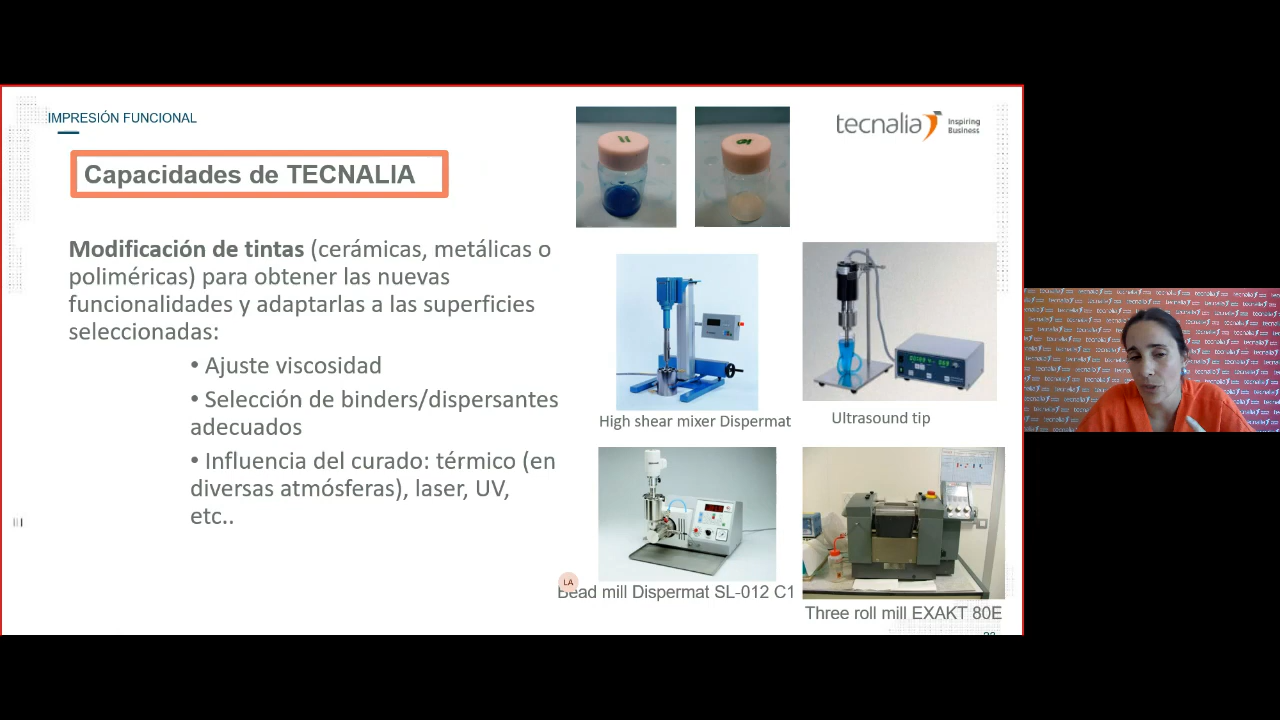 IMPRESIÓN FUNCIONAL
tecnalia Inspiring
Business
Capacidades de TECNALIA
Modificación de tintas (cerámicas, metálicas o
poliméricas) para obtener las nuevas
funcionalidades y adaptarlas a las superficies
seleccionadas:
• Ajuste viscosidad
• Selección de binders/dispersantes
adecuados
• Influencia del curado: térmico (en
diversas atmósferas), laser, UV,
etc..
High shear mixer Dispermat
Ultrasound tip
LA
Bead mill Dispermat SL-012 C1
Three roll mill EXAKT 80E